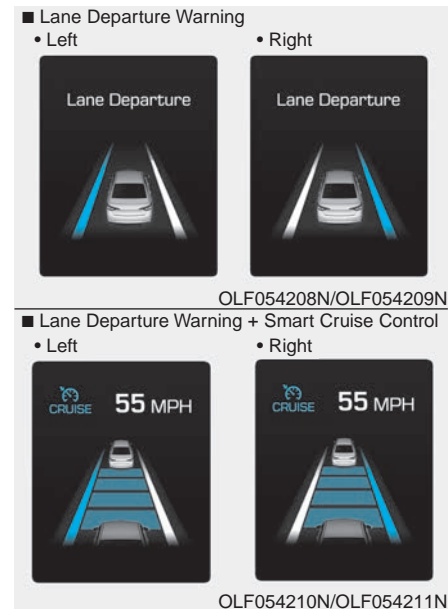 ■ Lane Departure Warning
• Left • Right
Lane Departure Lane Departure
OLF054208N/OLF054209N
■ Lane Departure Warning + Smart Cruise Control
• Left • Right
CRUISE 55 MPH CRUISE 55 MPH
OLF054210N/OLF054211N